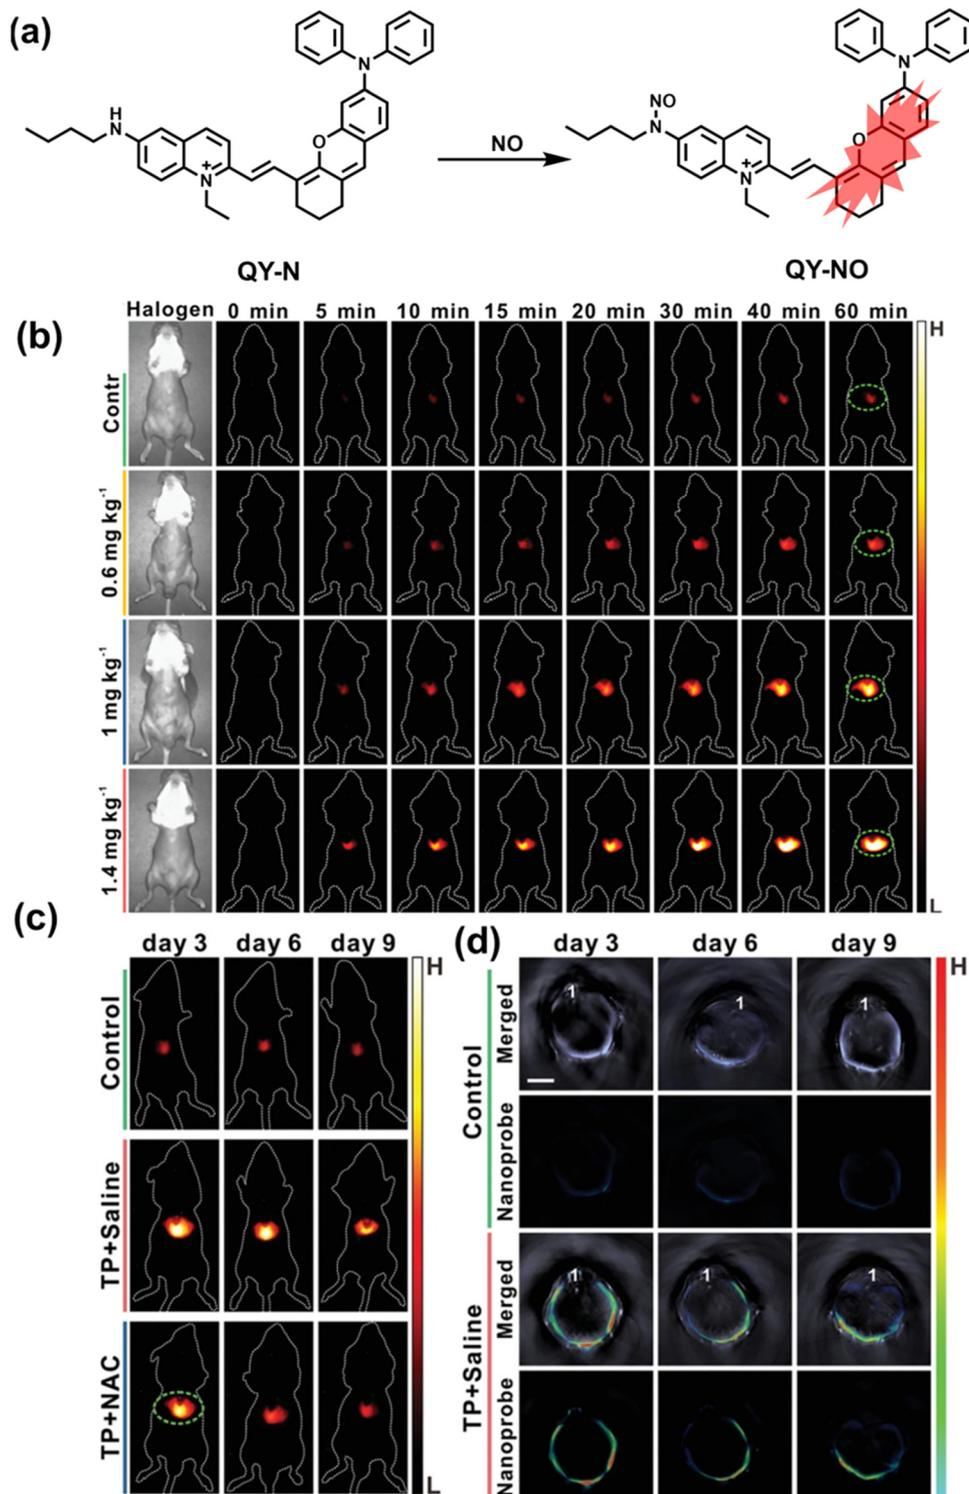 (a)
H
N
N
O
N+
NO
NO
N
N
O
N+
QY-N
QY-NO
(b)
Halogen 0 min 5 min 10 min 15 min 20 min 30 min 40 min 60 min
H
Contr
0.6 mg kg-1
1 mg kg-1
1.4 mg kg-1
L
(c)
day 3 day 6 day 9
H
Control
TP+Saline
TP+NAC
L
(d)
day 3 day 6 day 9
H
Control
Merged
1 1 1
Nanoprobe
TP+Saline
Merged
1 1 1
Nanoprobe